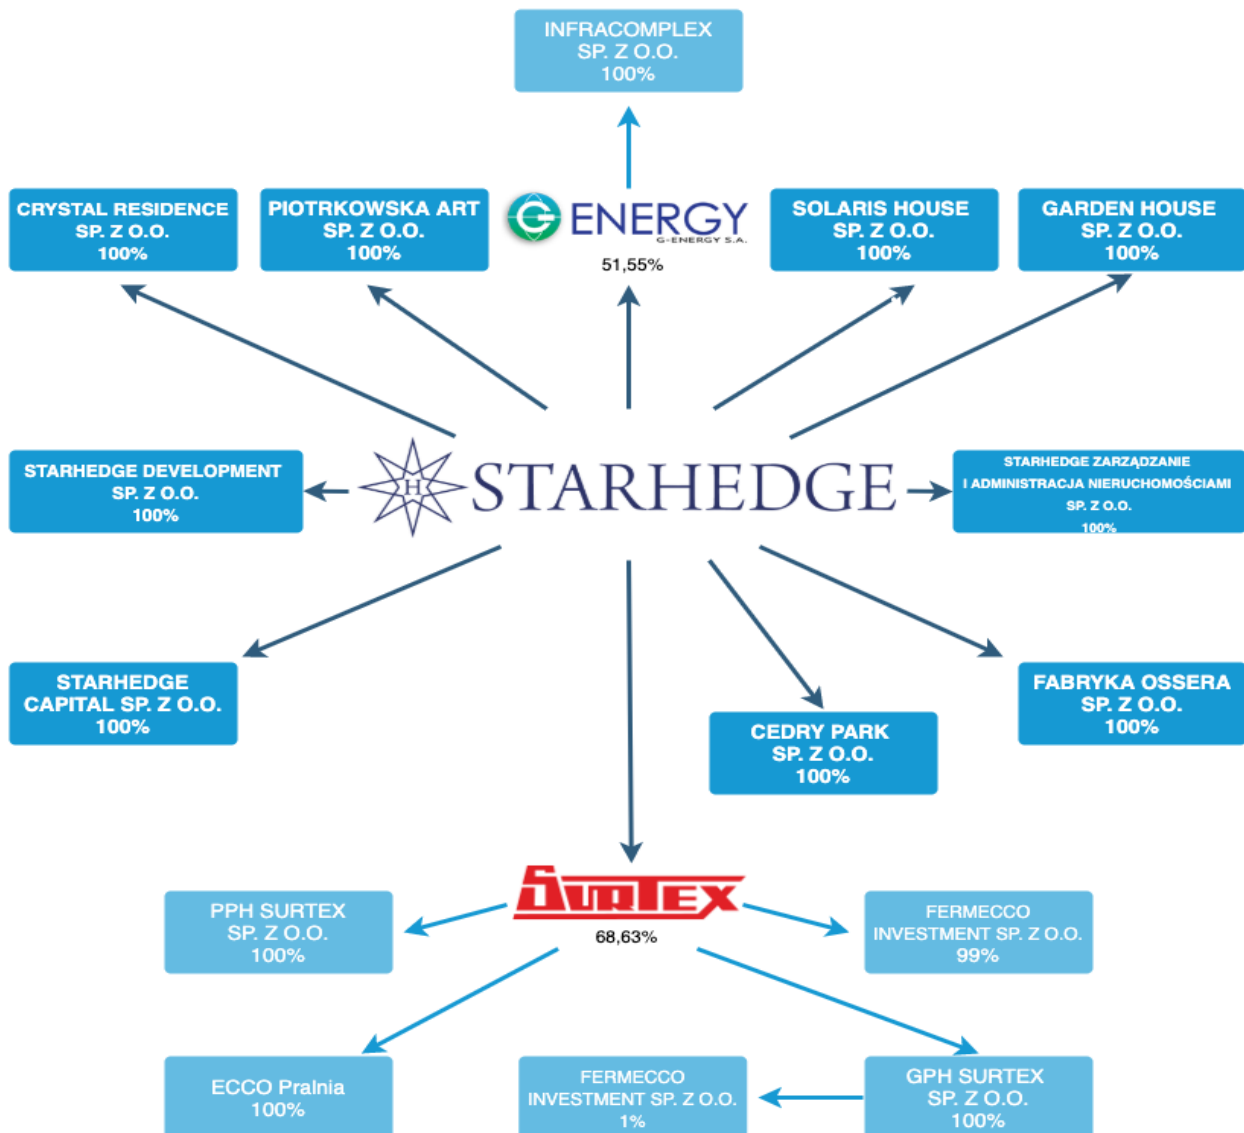 INFRACOMPLEX
SP. Z O.O.
100%
CRYSTAL RESIDENCE
SP. Z O.O.
100%
PIOTRKOWSKA ART
SP. Z O.O.
100%
G ENERGY
G-ENERGY S.A.
51,55%
SOLARIS HOUSE
SP. Z O.O.
100%
GARDEN HOUSE
SP. Z O.O.
100%
STARHEDGE DEVELOPMENT
SP. Z O.O.
100%
H STARHEDGE
STARHEDGE ZARZĄDZANIE
I ADMINISTRACJA NIERUCHOMOŚCIAMI
SP. Z O.O.
100%
STARHEDGE
CAPITAL SP. Z O.O.
100%
CEDRY PARK
SP. Z O.O.
100%
FABRYKA OSSERA
SP. Z O.O.
100%
SURTEX
68,63%
PPH SURTEX
SP. Z O.O.
100%
FERMECCO
INVESTMENT SP. Z O.O.
99%
ECCO Pralnia
100%
FERMECCO
INVESTMENT SP. Z O.O.
1%
GPH SURTEX
SP. Z O.O.
100%